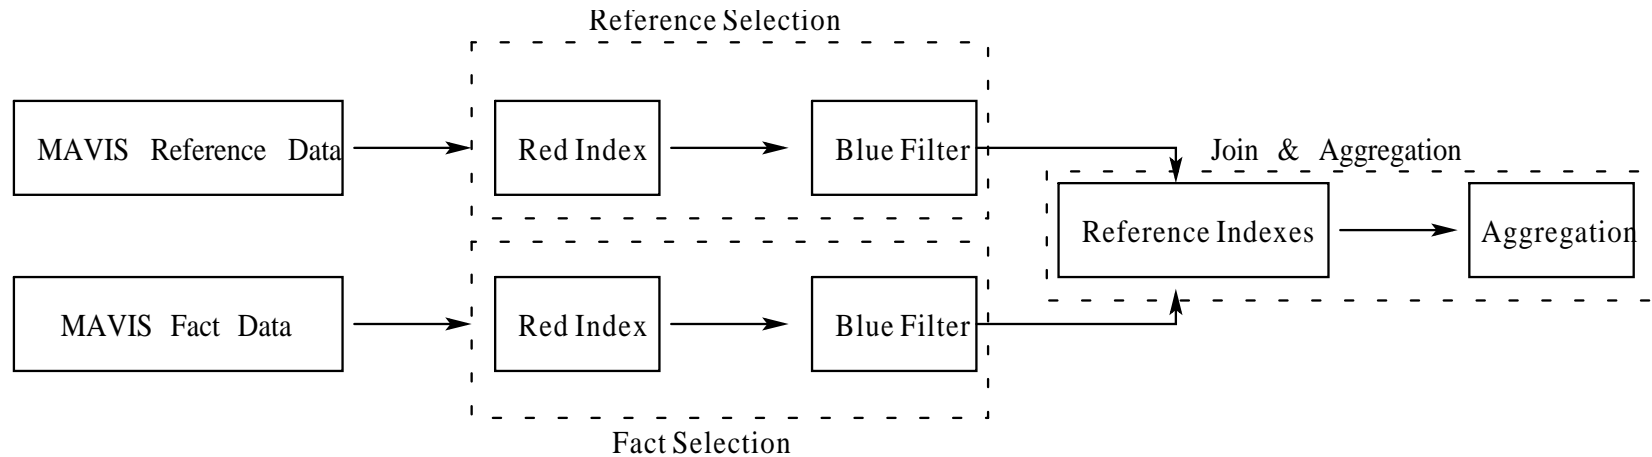 Reference Selection
MAVIS Reference Data
Red Index
Blue Filter
Join & Aggregation
Reference Indexes
Aggregation
MAVIS Fact Data
Red Index
Blue Filter
Fact Selection